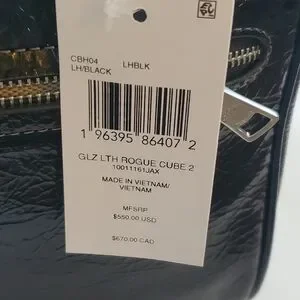 CBH04 LHBLK
LH/BLACK
1 96395 86407 2
GLZ LTH ROGUE CUBE 2
10011161JAX
MADE IN VIETNAM/
VIETNAM
MFSRP
$550.00 USD
$670.00 CAD